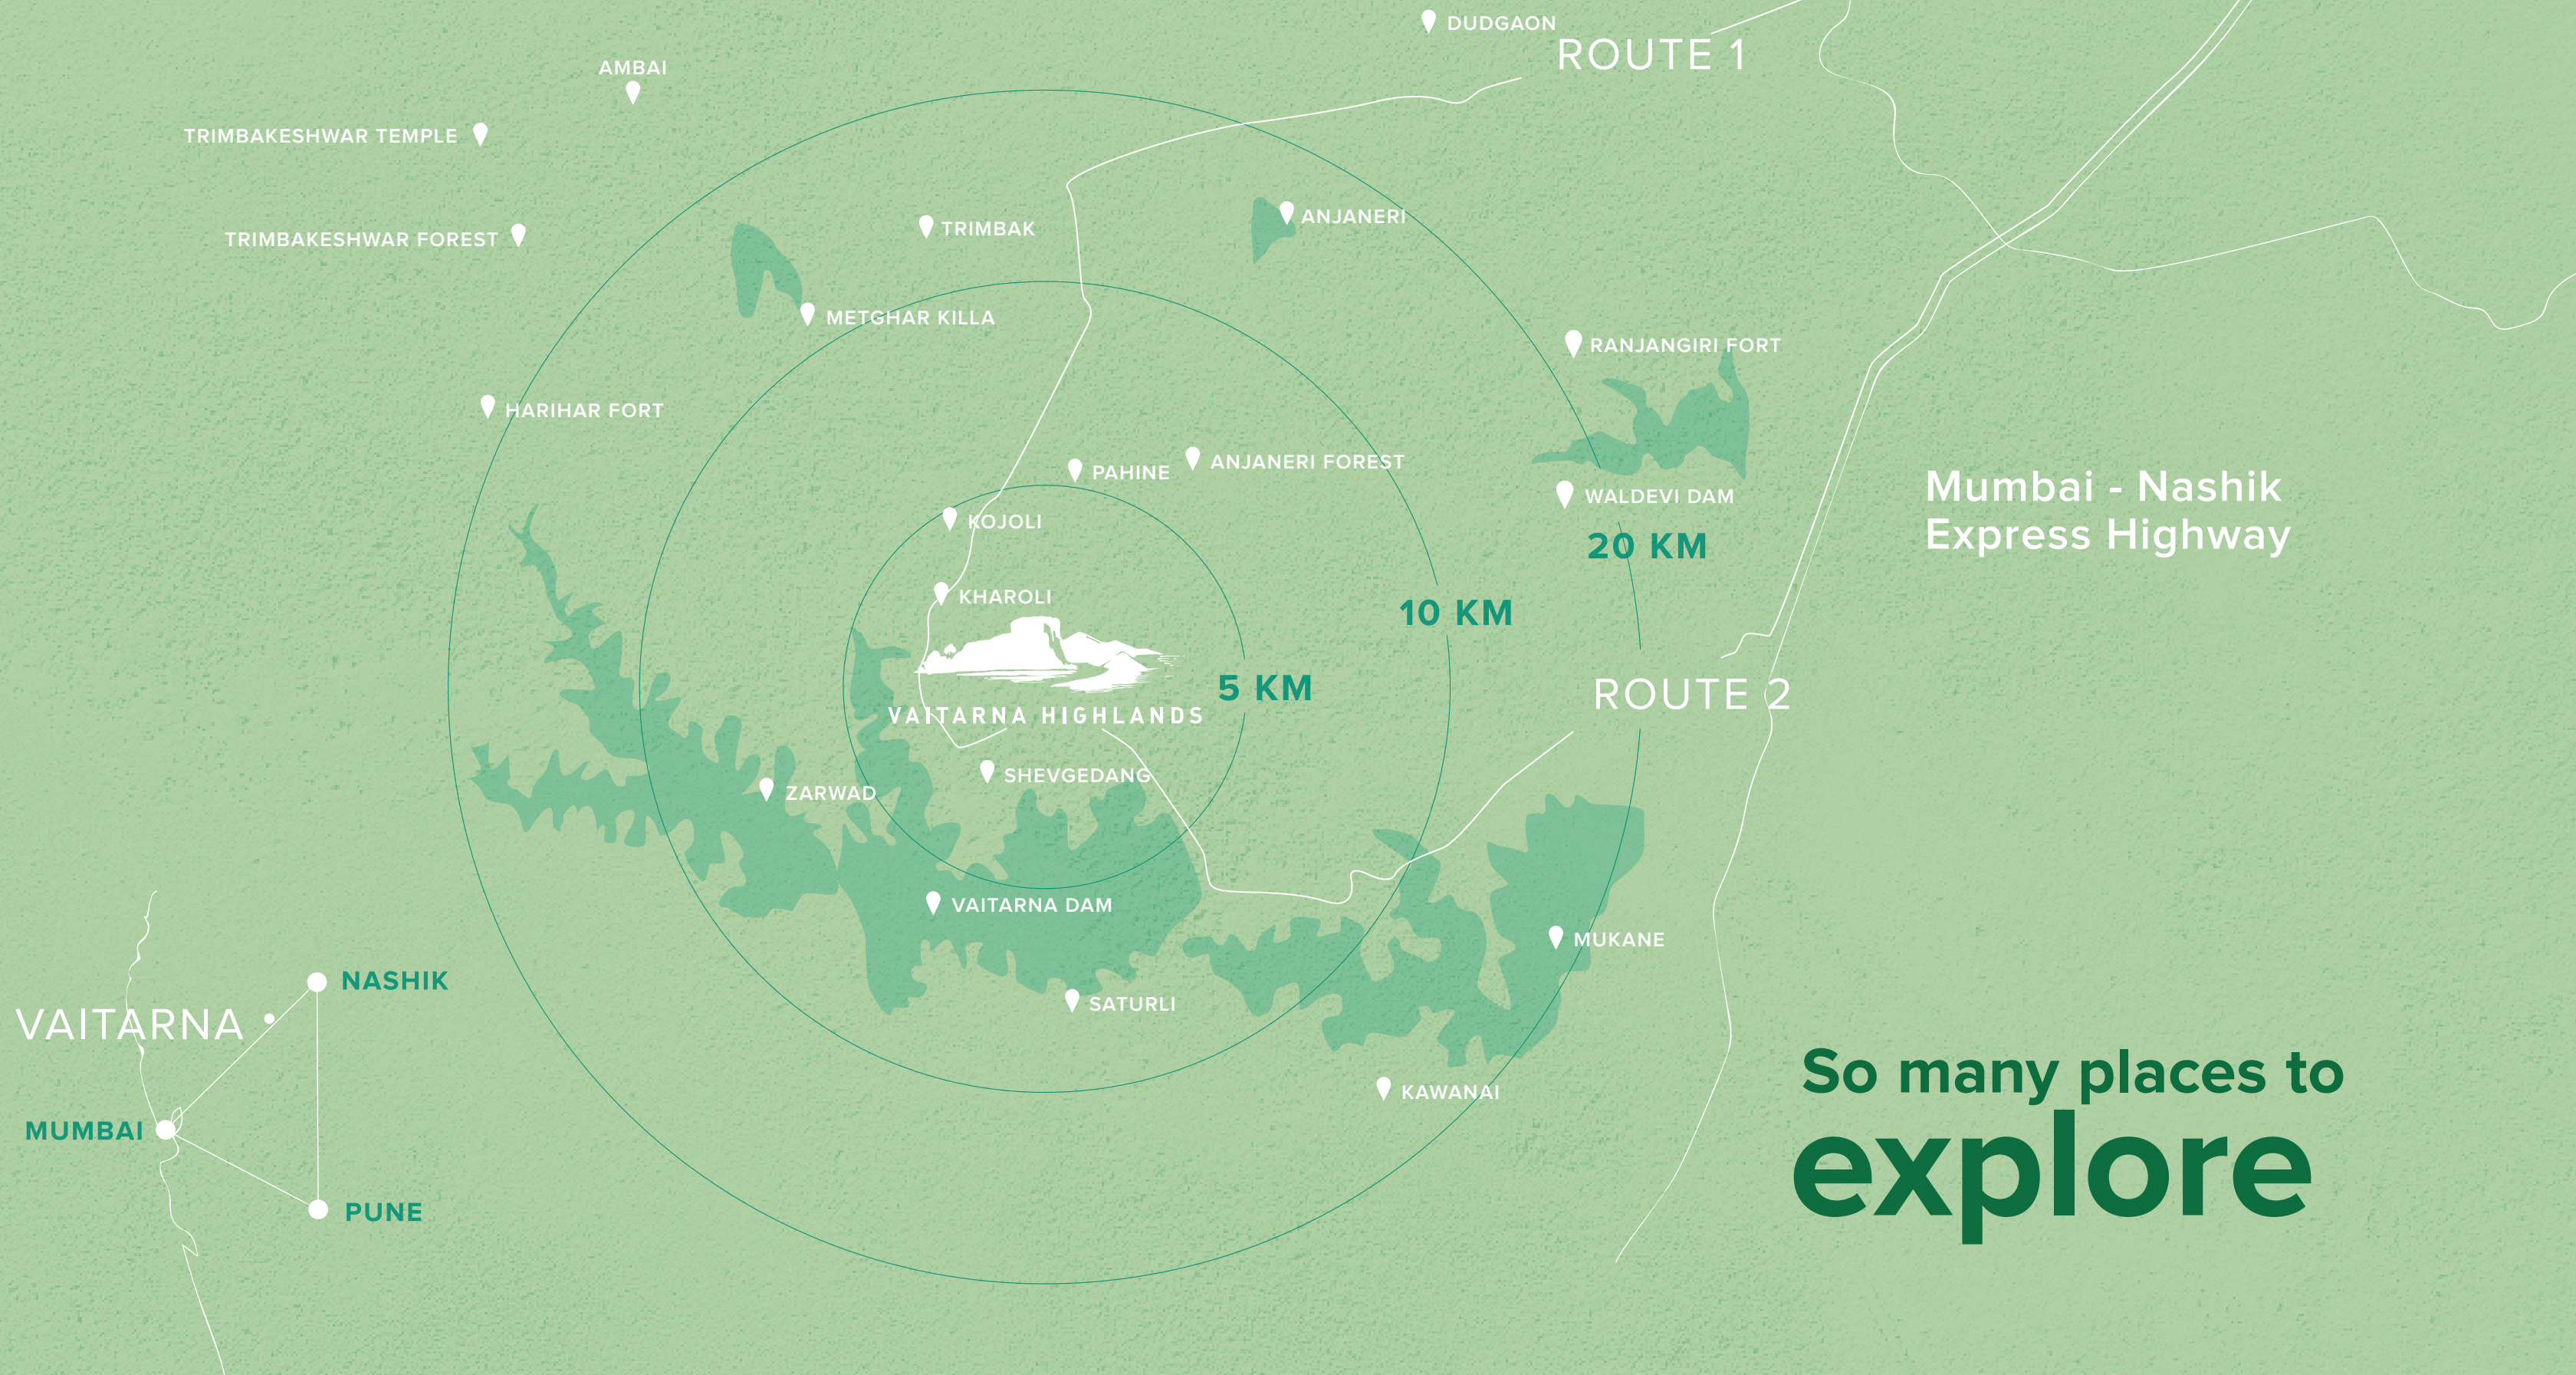 DUDGAON
ROUTE 1
AMBAI
TRIMBAKESHWAR TEMPLE
ANJANERI
TRIMBAK
TRIMBAKESHWAR FOREST
METGHAR KILLA
RANJANGIRI FORT
HARIHAR FORT
ANJANERI FOREST
PAHINE
Mumbai - Nashik
Express Highway
WALDEVI DAM
KOJOLI
20 KM
KHAROLI
10 KM
5 KM
ROUTE 2
VAITARNA HIGHLANDS
SHEVGEDANG
ZARWAD
VAITARNA DAM
MUKANE
NASHIK
SATURLI
VAITARNA
So many places to
explore
KAWANAI
MUMBAI
PUNE